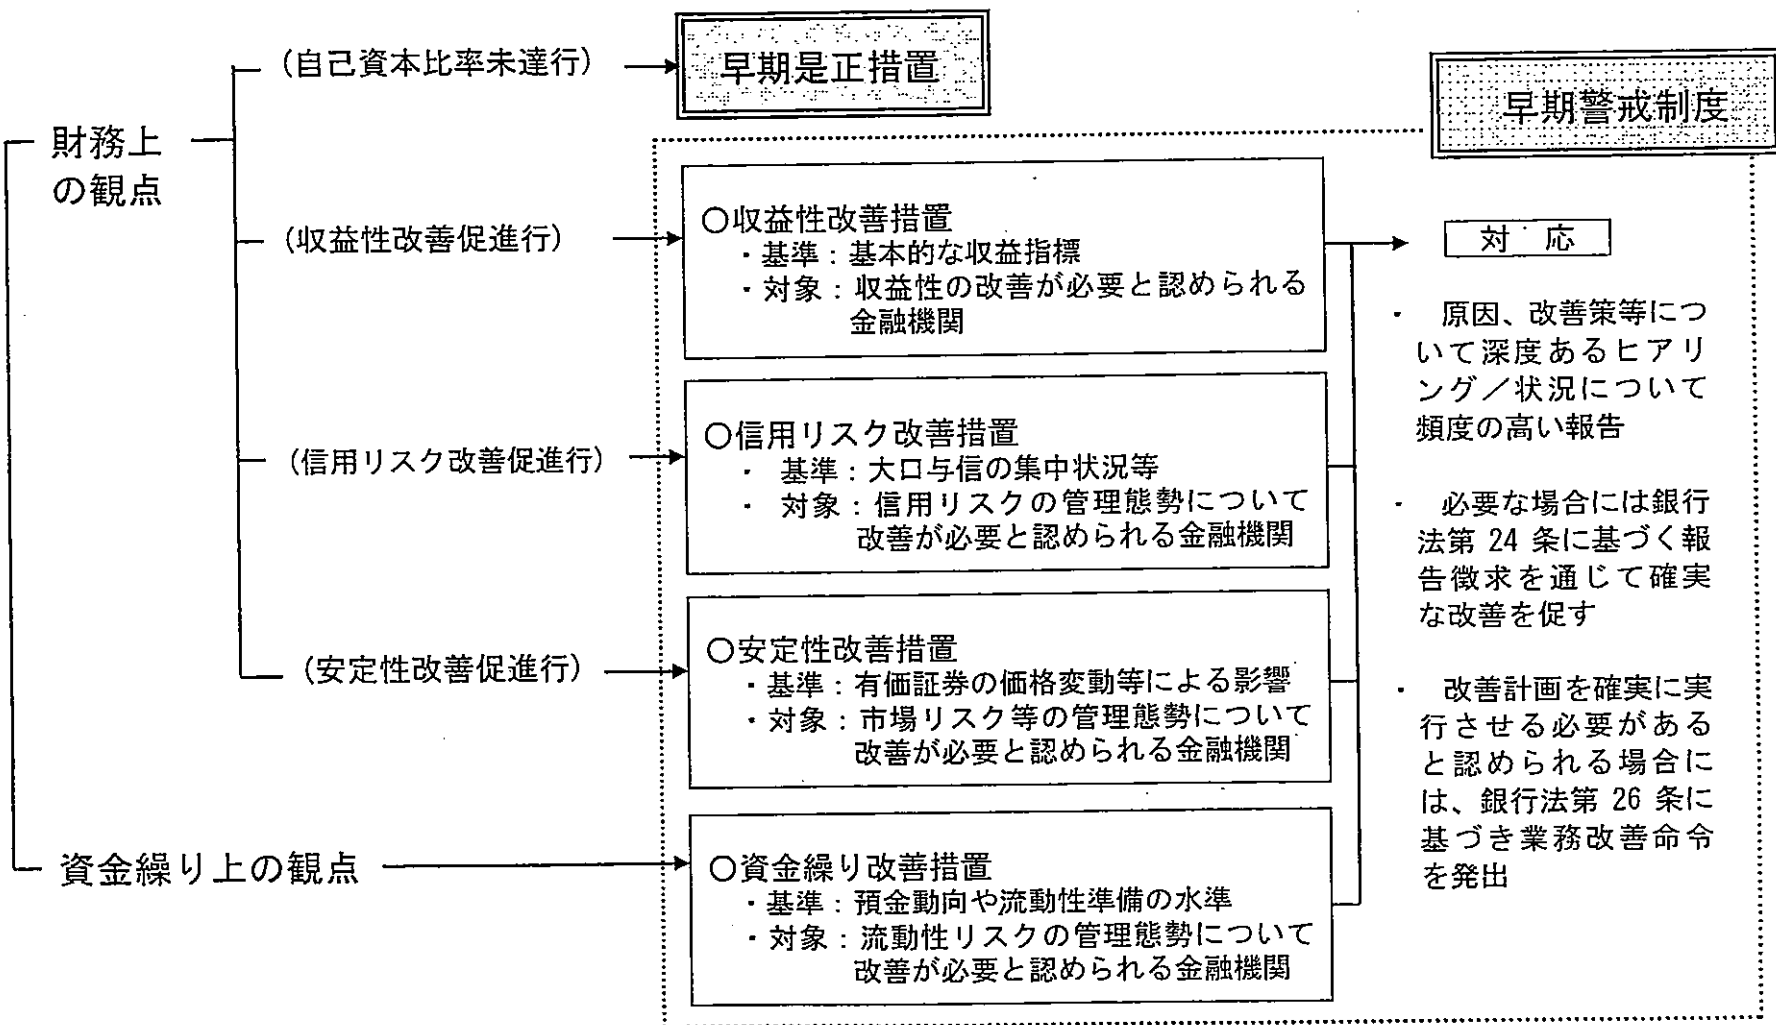 (自己資本比率未達行)
早期是正措置
早期警戒制度
財務上
の観点
(収益性改善促進行)
○収益性改善措置
・基準：基本的な収益指標
・対象：収益性の改善が必要と認められる
金融機関
(信用リスク改善促進行)
○信用リスク改善措置
・ 基準：大口与信の集中状況等
・ 対象：信用リスクの管理態勢について
改善が必要と認められる金融機関
(安定性改善促進行)
○安定性改善措置
・基準：有価証券の価格変動等による影響
・対象：市場リスク等の管理態勢について
改善が必要と認められる金融機関
資金繰り上の観点
○資金繰り改善措置
・基準：預金動向や流動性準備の水準
・対象：流動性リスクの管理態勢について
改善が必要と認められる金融機関
対 応
・ 原因、改善策等につ
いて深度あるヒアリ
ング／状況について
頻度の高い報告
・ 必要な場合には銀行
法第 24 条に基づく報
告徴求を通じて確実
な改善を促す
・ 改善計画を確実に実
行させる必要がある
と認められる場合に
は、銀行法第 26 条に
基づき業務改善命令
を発出